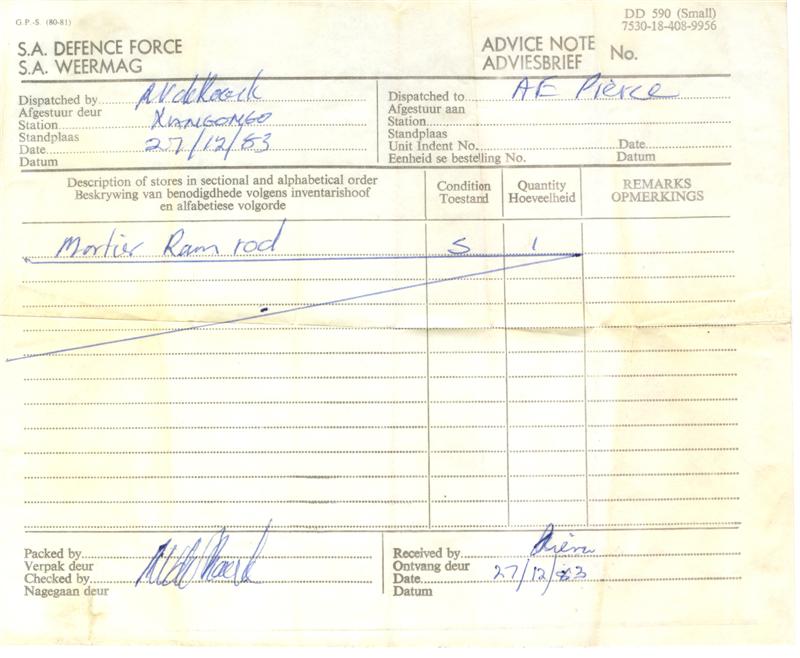 G.P.-S. (80-81)
DD 590 (Small)
7530-18-408-9956
S.A. DEFENCE FORCE
S.A. WEERMAG
ADVICE NOTE
ADVIESBRIEF No.
Dispatched by
Afgestuur deur
Station XANGONGO
Standplaas
Date 27/12/83
Datum
Dispatched to AE Pierce
Afgestuur aan
Station
Standplaas
Unit Indent No. Date
Eenheid se bestelling No. Datum
Description of stores in sectional and alphabetical order
Beskrywing van benodigdhede volgens inventarishoof
en alfabetiese volgorde
Condition
Toestand
Quantity
Hoeveelheid
REMARKS
OPMERKINGS
Mortier Ram rod S 1
Packed by
Verpak deur
Checked by
Nagegaan deur
Received by Pierce
Ontvang deur
Date 27/12/83
Datum